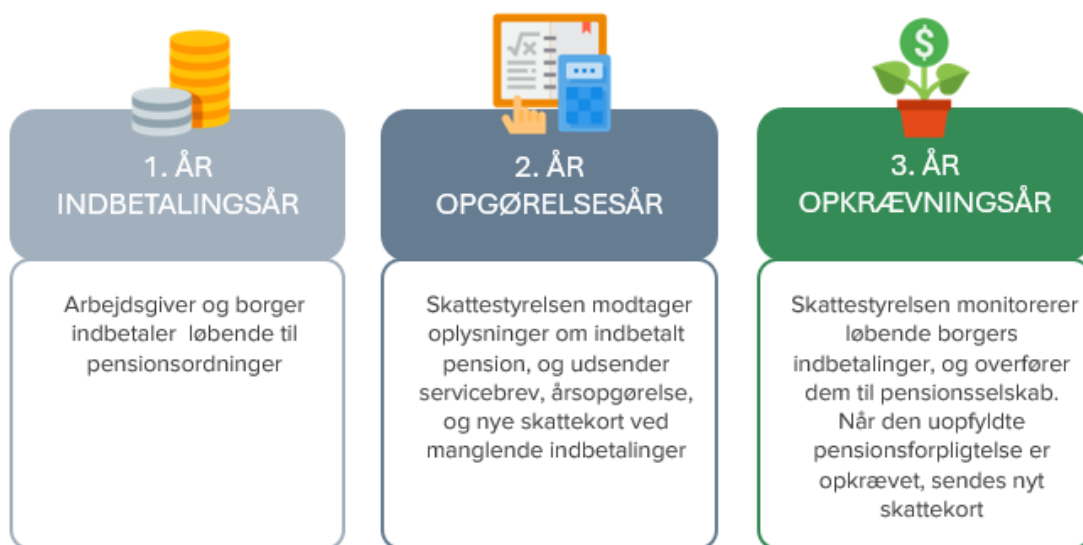 1. ÅR
INDBETALINGSÅR
Arbejdsgiver og borger
indbetaler løbende til
pensionsordninger
2. ÅR
OPGØRELSESÅR
Skattestyrelsen modtager
oplysninger om indbetalt
pension, og udsender
servicebrev, årsopgørelse,
og nye skattekort ved
manglende indbetalinger
$
3. ÅR
OPKRÆVNINGSÅR
Skattestyrelsen monitorerer
løbende borgers
indbetalinger, og overfører
dem til pensionsselskab.
Når den uopfyldte
pensionsforpligtelse er
opkrævet, sendes nyt
skattekort